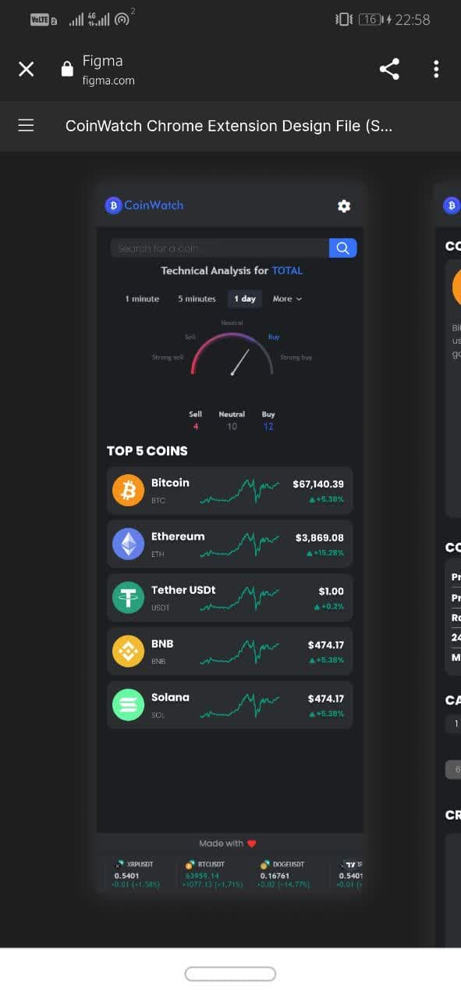 VoLTE 2
4G
2
16
22:58
Figma
figma.com
CoinWatch Chrome Extension Design File (S...
CoinWatch
Search for a coin...
Technical Analysis for TOTAL
1 minute 5 minutes 1 day More
Neutral
Sell Buy
Strong sell Strong buy
Sell Neutral Buy
4 10 12
TOP 5 COINS
Bitcoin $67,140.39
BTC +5.38%
Ethereum $3,869.08
ETH +15.28%
Tether USDt $1.00
USDT +0.2%
BNB $474.17
BNB +5.38%
Solana $474.17
SOL +5.38%
Made with
XRPUSDT BTCUSDT DOGEUSDT
0.5401 63959.14 0.16761 0.5401
+0.01 (+1.58%) +1077.13 (+1.71%) +0.02 (+14.77%) +0.01 (+
CO
Bi
us
go
CO
Pr
Pr
Ra
24
M
CA
1
6
CR